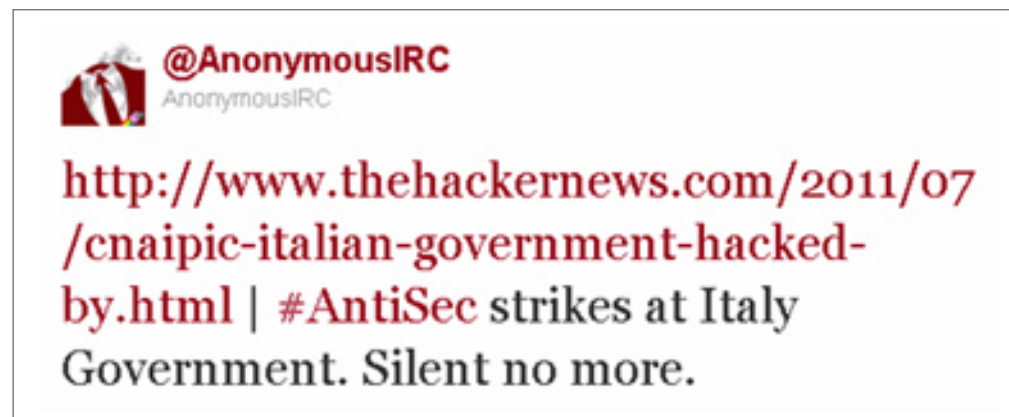 @AnonymousIRC
AnonymousIRC
http://www.thehackernews.com/2011/07
/cnaipic-italian-government-hacked-
by.html | #AntiSec strikes at Italy
Government. Silent no more.